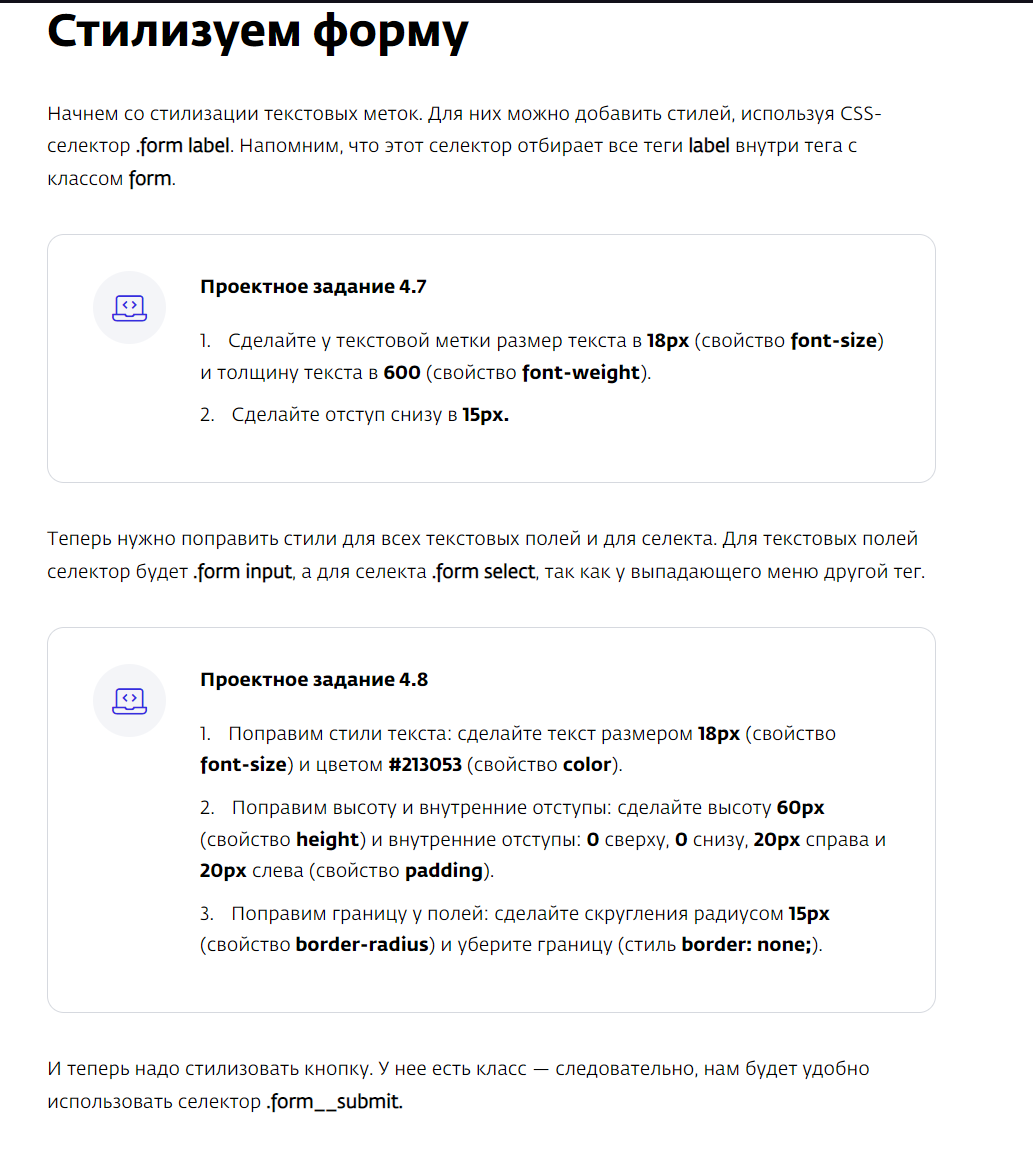 Стилизуем форму
Начнем со стилизации текстовых меток. Для них можно добавить стилей, используя CSS-
селектор .form label. Напомним, что этот селектор отбирает все теги label внутри тега с
классом form.
Проектное задание 4.7
1. Сделайте у текстовой метки размер текста в 18px (свойство font-size)
и толщину текста в 600 (свойство font-weight).
2. Сделайте отступ снизу в 15px.
Теперь нужно поправить стили для всех текстовых полей и для селекта. Для текстовых полей
селектор будет .form input, а для селекта .form select, так как у выпадающего меню другой тег.
Проектное задание 4.8
1. Поправим стили текста: сделайте текст размером 18px (свойство
font-size) и цветом #213053 (свойство color).
2. Поправим высоту и внутренние отступы: сделайте высоту 60px
(свойство height) и внутренние отступы: 0 сверху, 0 снизу, 20px справа и
20px слева (свойство padding).
3. Поправим границу у полей: сделайте скругления радиусом 15px
(свойство border-radius) и уберите границу (стиль border: none;).
И теперь надо стилизовать кнопку. У нее есть класс — следовательно, нам будет удобно
использовать селектор .form__submit.